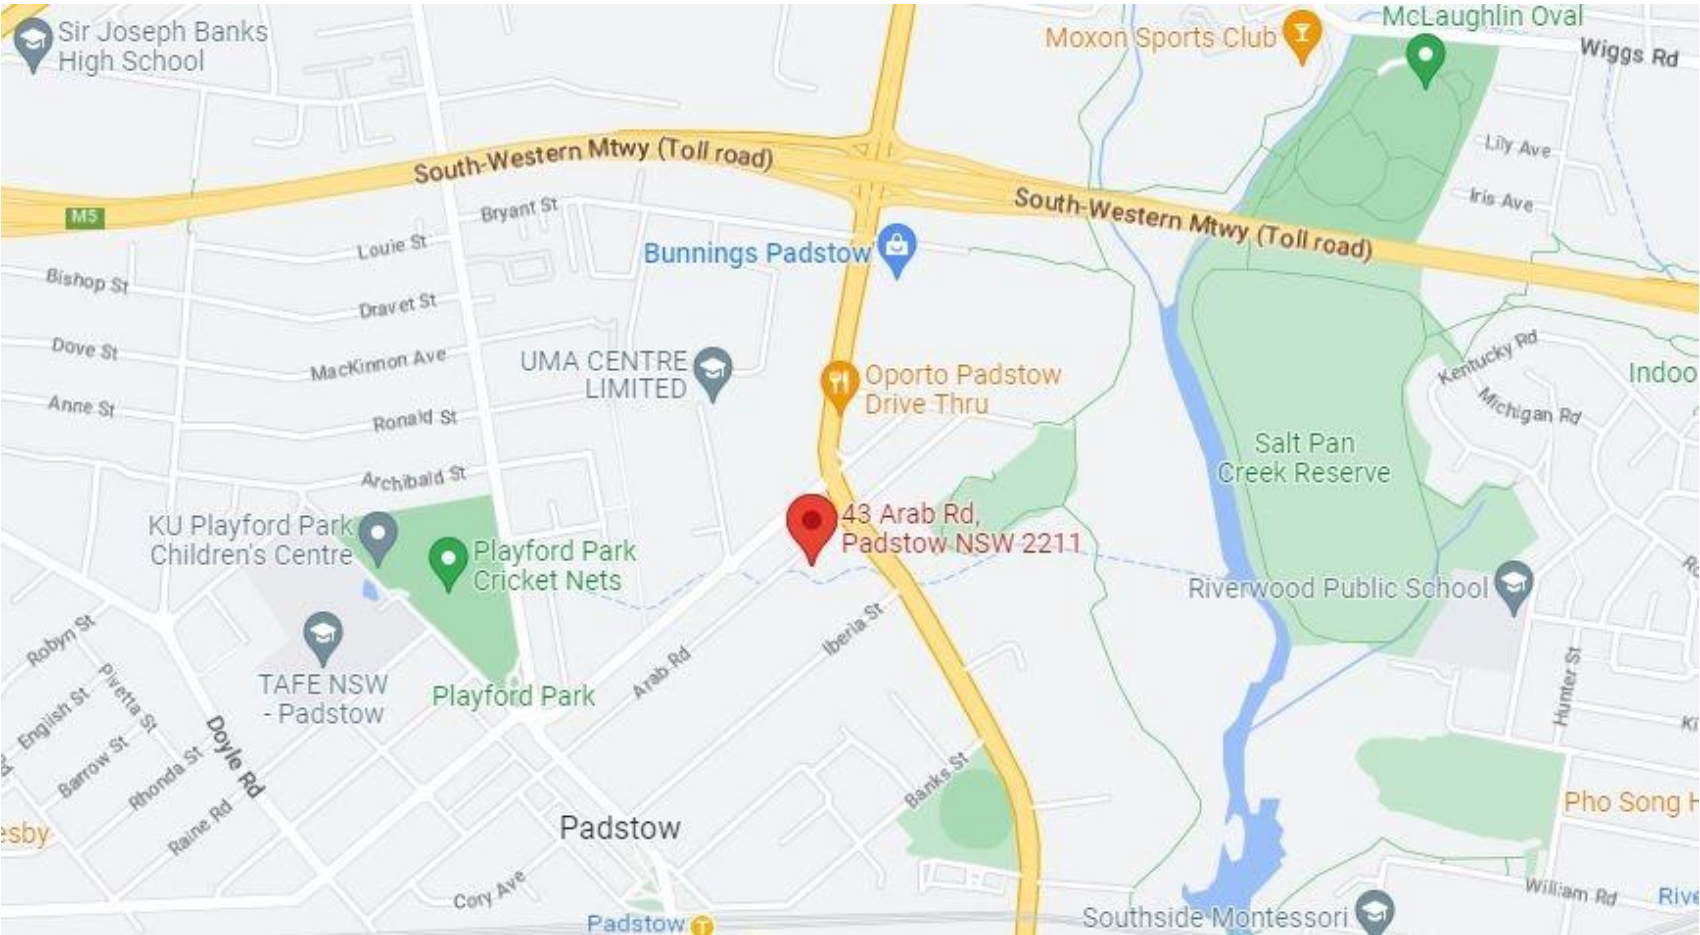 McLaughlin Oval
Sir Joseph Banks
High School
Moxon Sports Club
Wiggs Rd
South-Western Mtwy (Toll road)
Lily Ave
Iris Ave
M5
Bryant St
South-Western Mtwy (Toll road)
Louie St
Bunnings Padstow
Bishop St
Dravet St
Dove St
MacKinnon Ave
UMA CENTRE
LIMITED
Oporto Padstow
Drive Thru
Kentucky Rd
Indoo
Anne St
Ronald St
Michigan Rd
Salt Pan
Creek Reserve
Archibald St
KU Playford Park
Children's Centre
43 Arab Rd,
Padstow NSW 2211
Playford Park
Cricket Nets
Riverwood Public School
Robyn St
Iberia St
Arab Rd
Pivetta St
TAFE NSW
- Padstow
Playford Park
Hunter St
English St
Doyle Rd
Barrow St
Rhonda St
Banks St
Raine Rd
Pho Song H
esby
Padstow
Cory Ave
William Rd
Rive
Padstow
T
Southside Montessori